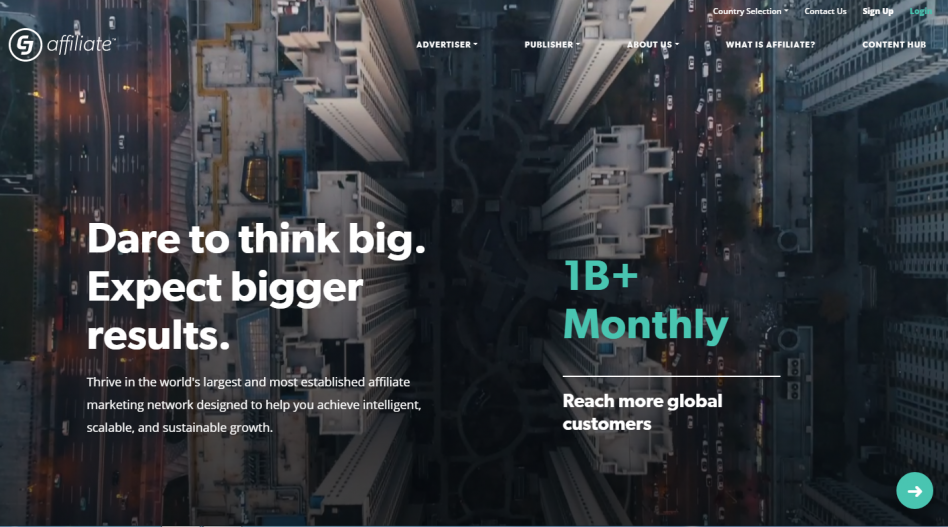 Country Selection
Contact Us
Sign Up
Login
CJ affiliate™
ADVERTISER
PUBLISHER
ABOUT US
WHAT IS AFFILIATE?
CONTENT HUB
Dare to think big.
Expect bigger
results.
Thrive in the world's largest and most established affiliate
marketing network designed to help you achieve intelligent,
scalable, and sustainable growth.
1B+
Monthly
Reach more global
customers